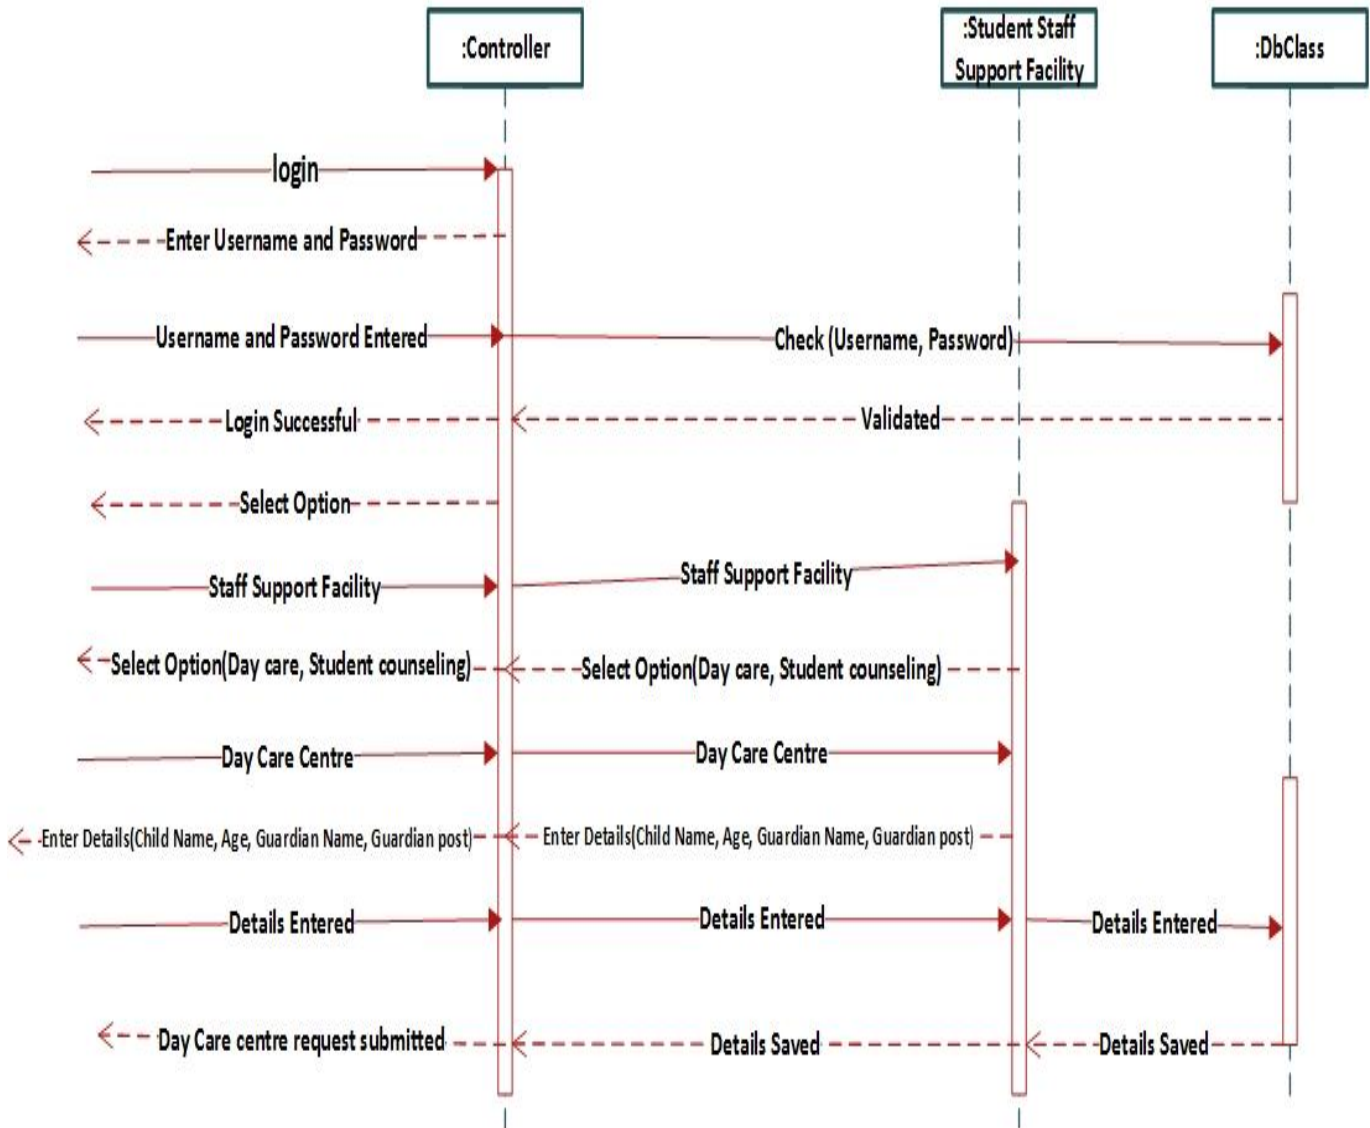 :Controller
:Student Staff
Support Facility
:DbClass
login
Enter Username and Password
Username and Password Entered
Check (Username, Password)
Login Successful
Validated
Select Option
Staff Support Facility
Staff Support Facility
Select Option(Day care, Student counseling)
Select Option(Day care, Student counseling)
Day Care Centre
Day Care Centre
Enter Details(Child Name, Age, Guardian Name, Guardian post)
Enter Details(Child Name, Age, Guardian Name, Guardian post)
Details Entered
Details Entered
Details Entered
Day Care centre request submitted
Details Saved
Details Saved